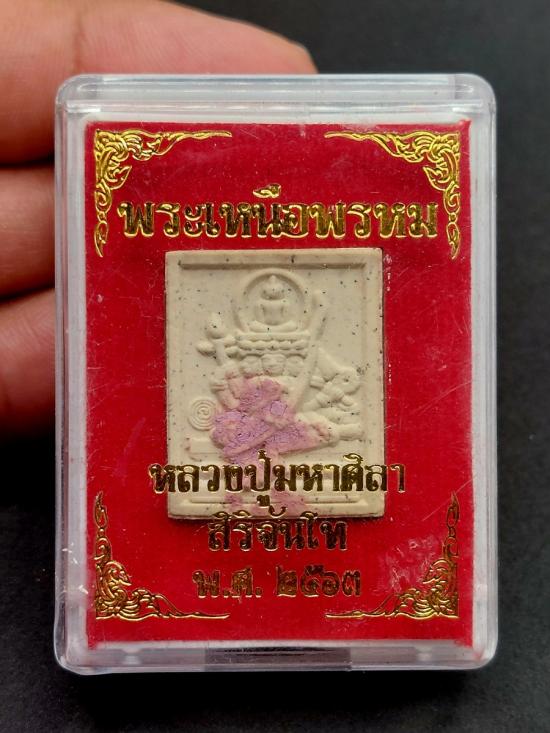 พระเหนือพรหม
หลวงปู่มหาศิลา
สิริจันโท
พ.ศ. ๒๕๖๓